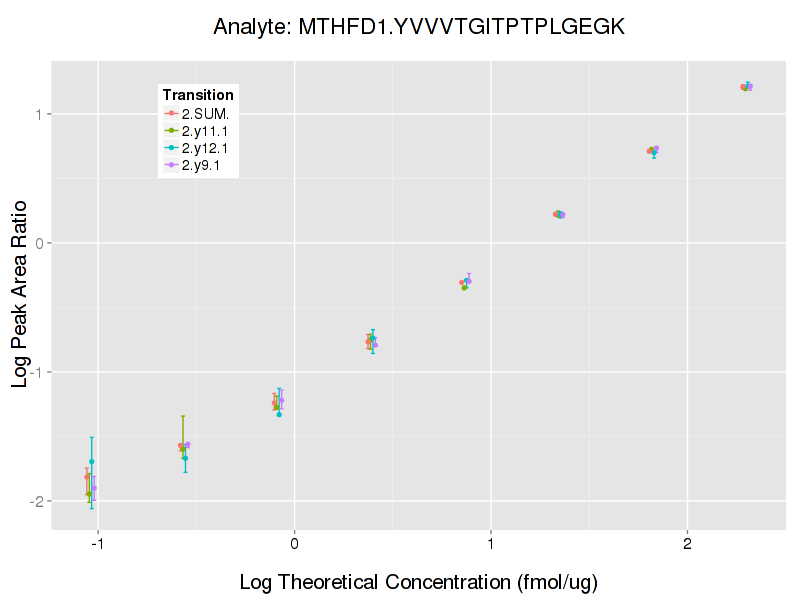 Analyte: MTHFD1.YVVVTGITPTPLGEGK
Transition
2.SUM.
2.y11.1
2.y12.1
2.y9.1
Log Peak Area Ratio
1
0
-1
-2
-1
0
1
2
Log Theoretical Concentration (fmol/ug)